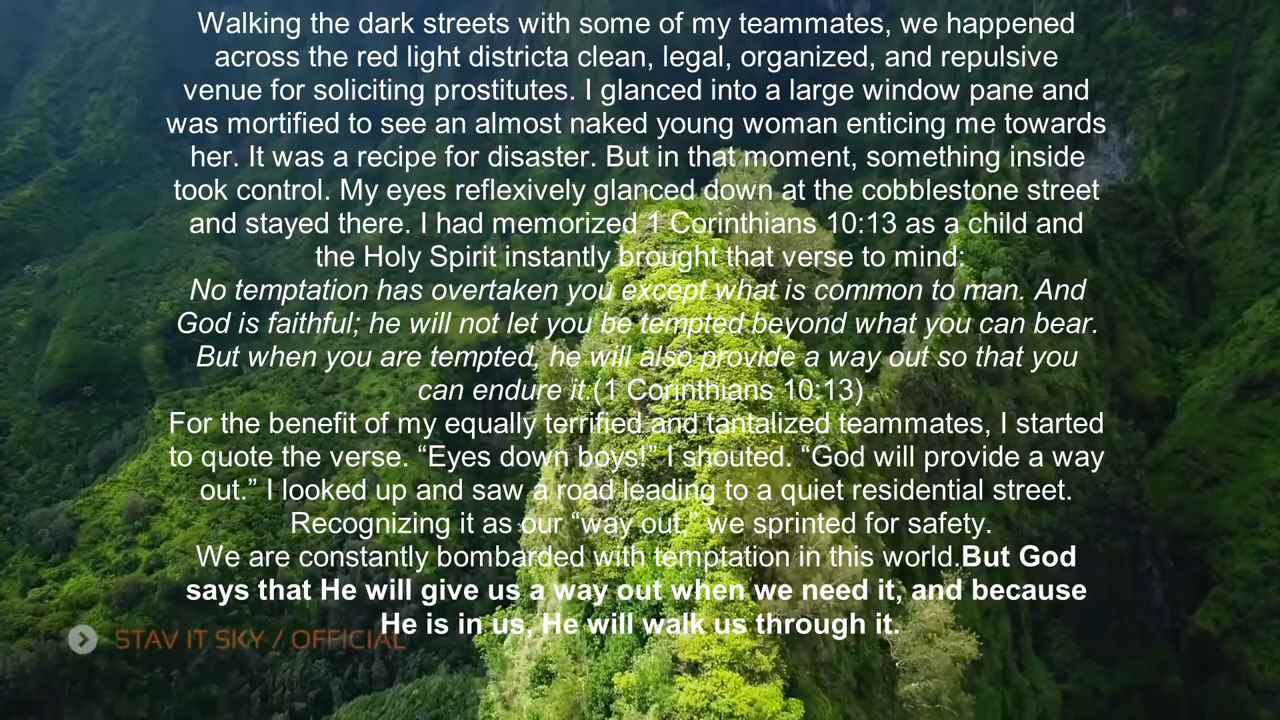 Walking the dark streets with some of my teammates, we happened
across the red light districta clean, legal, organized, and repulsive
venue for soliciting prostitutes. I glanced into a large window pane and
was mortified to see an almost naked young woman enticing me towards
her. It was a recipe for disaster. But in that moment, something inside
took control. My eyes reflexively glanced down at the cobblestone street
and stayed there. I had memorized 1 Corinthians 10:13 as a child and
the Holy Spirit instantly brought that verse to mind:
No temptation has overtaken you except what is common to man. And
God is faithful; he will not let you be tempted beyond what you can bear.
But when you are tempted, he will also provide a way out so that you
can endure it.(1 Corinthians 10:13)
For the benefit of my equally terrified and tantalized teammates, I started
to quote the verse. “Eyes down boys!” I shouted. “God will provide a way
out.” I looked up and saw a road leading to a quiet residential street.
Recognizing it as our “way out,” we sprinted for safety.
We are constantly bombarded with temptation in this world.But God
says that He will give us a way out when we need it, and because
He is in us, He will walk us through it.
STAV IT SKY / OFFICIAL